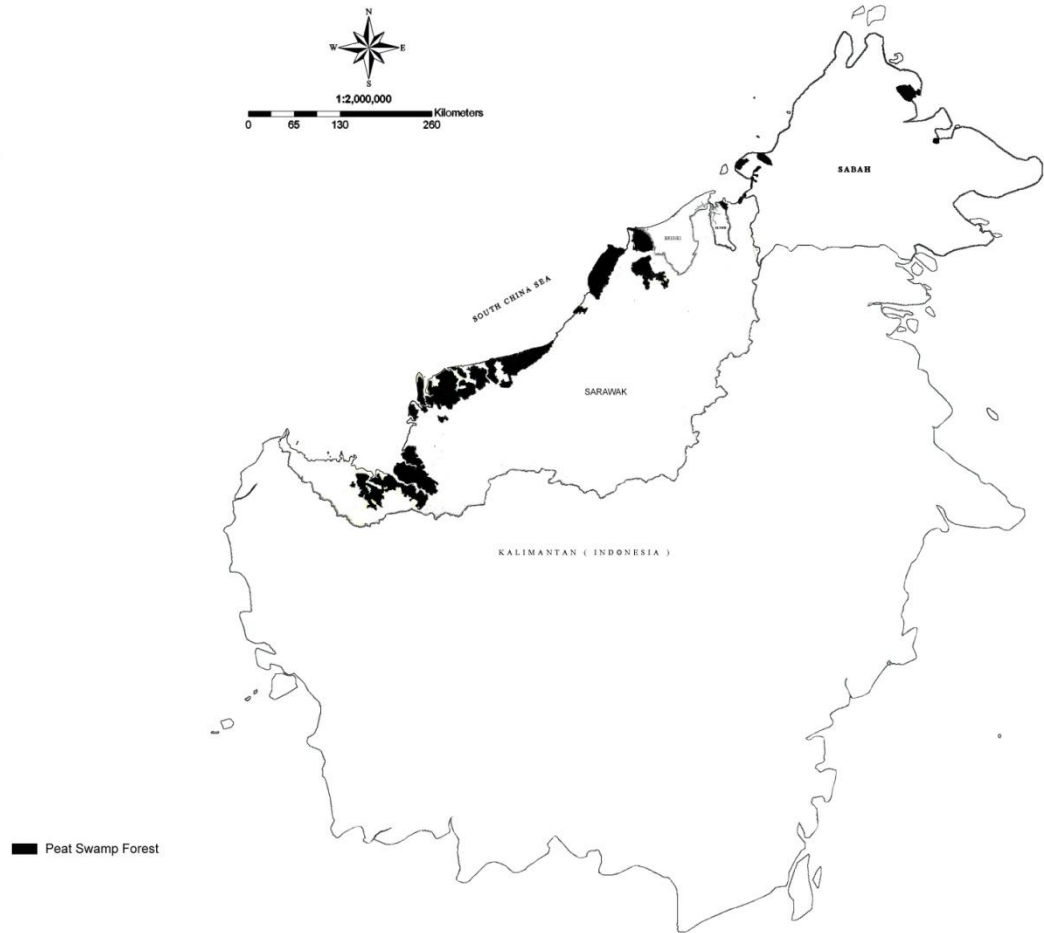 N
W E
S
1:2,000,000
Kilometers
0 65 130 260
SABAH
BRUNEI
SOUTH CHINA SEA
SARAWAK
KALIMANTAN ( INDONESIA )
Peat Swamp Forest